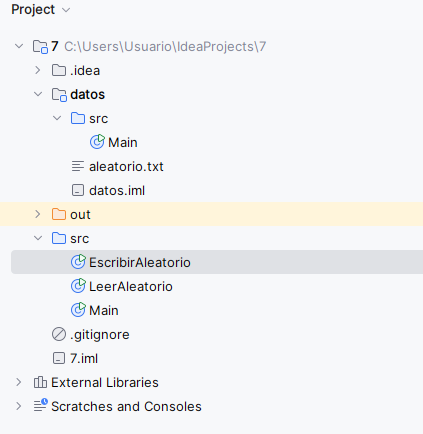 Project
7 C:\Users\Usuario\IdeaProjects\7
.idea
datos
src
Main
aleatorio.txt
datos.iml
out
src
EscribirAleatorio
LeerAleatorio
Main
.gitignore
7.iml
External Libraries
Scratches and Consoles